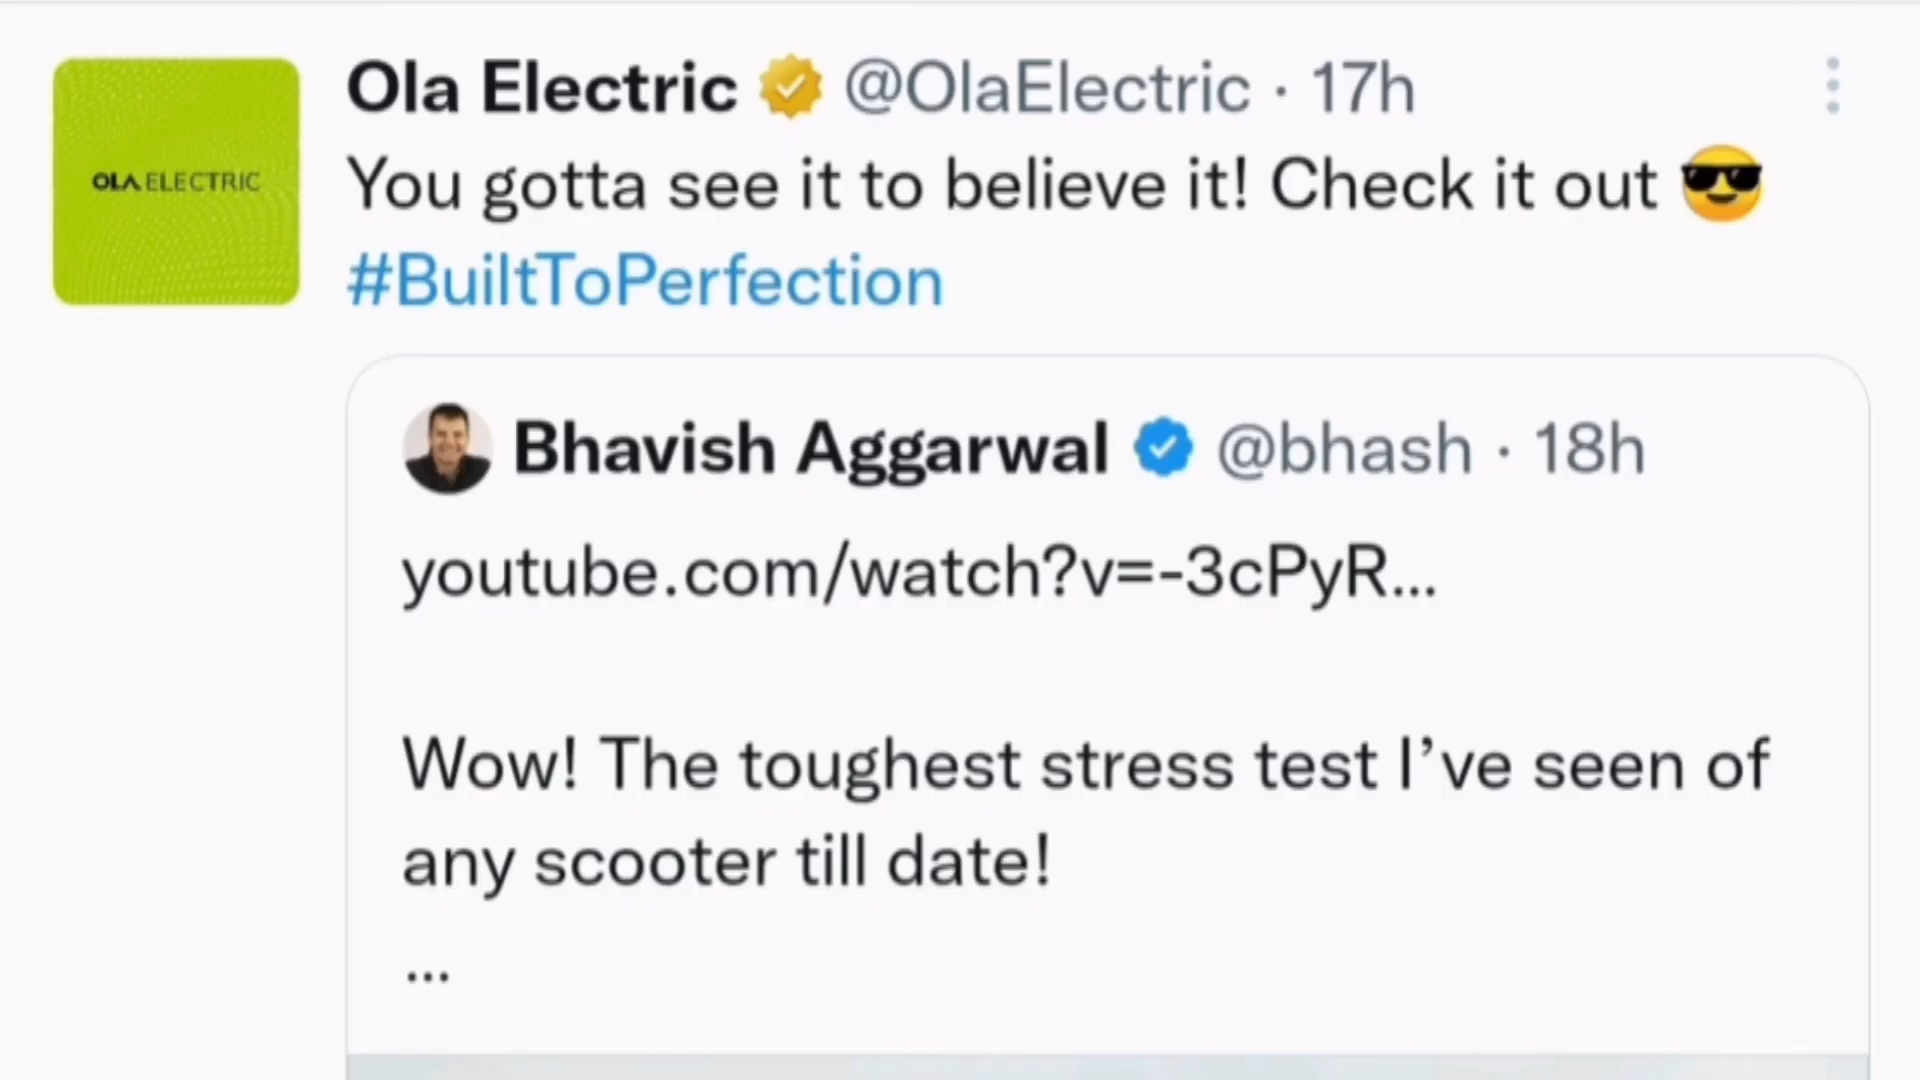 OLA ELECTRIC
Ola Electric @OlaElectric · 17h
You gotta see it to believe it! Check it out 😎
#BuiltToPerfection
Bhavish Aggarwal @bhash · 18h
youtube.com/watch?v=-3cPyR...
Wow! The toughest stress test I’ve seen of
any scooter till date!
...